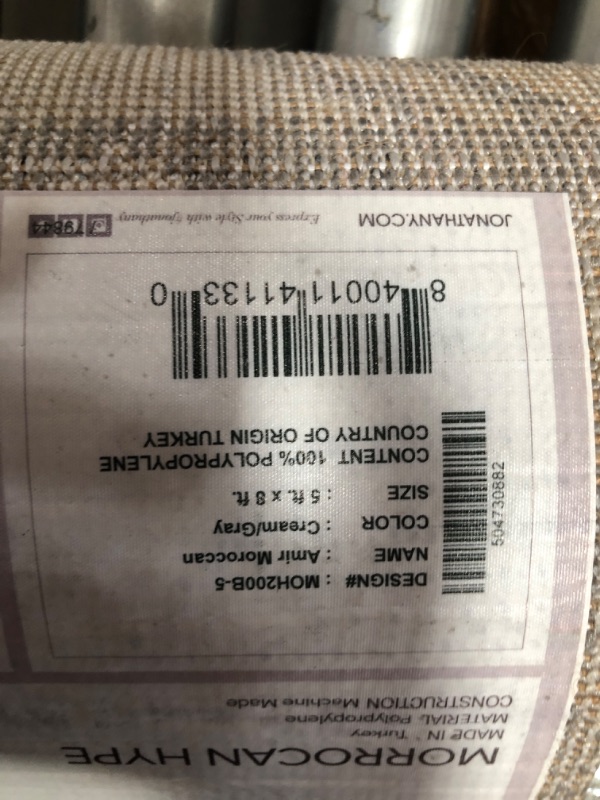 MORROCAN HYPE
MADE IN : Turkey
MATERIAL Polypropylene
CONSTRUCTION Machine Made
DESIGN# : MOH200B-5
NAME : Amir Moroccan
COLOR : Cream/Gray
SIZE : 5 ft. x 8 ft.
CONTENT 100% POLYPROPYLENE
COUNTRY OF ORIGIN TURKEY
504730882
8 40011 41133 0
JONATHANY.COM Express your Style with Jonathany 79844